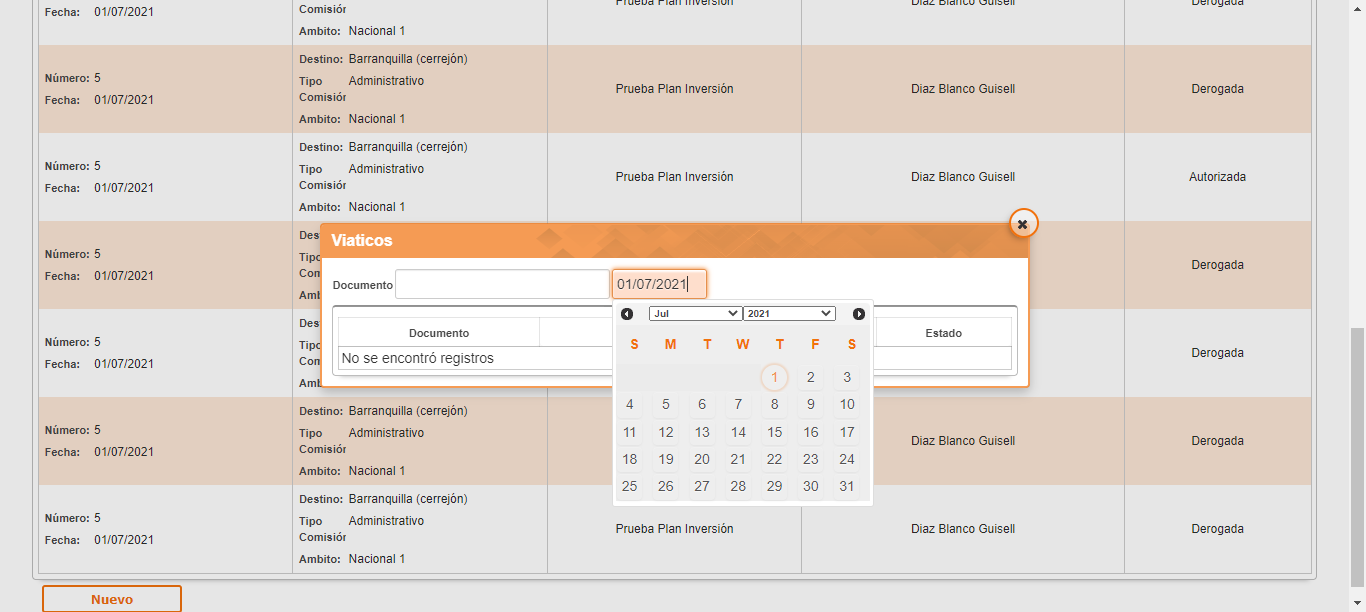 Fecha: 01/07/2021
Comisiór
Ambito: Nacional 1
Prueba Plan Inversión
Diaz Blanco Guisell
Derogada
Número: 5
Fecha: 01/07/2021
Destino: Barranquilla (cerrejón)
Tipo Administrativo
Comisiór
Ambito: Nacional 1
Prueba Plan Inversión
Diaz Blanco Guisell
Derogada
Número: 5
Fecha: 01/07/2021
Destino: Barranquilla (cerrejón)
Tipo Administrativo
Comisiór
Ambito: Nacional 1
Prueba Plan Inversión
Diaz Blanco Guisell
Autorizada
Número: 5
Fecha: 01/07/2021
Des
Tipo
Com
Amb
Derogada
Viaticos
Documento
01/07/2021
Jul 2021
S M T W T F S
1 2 3
4 5 6 7 8 9 10
11 12 13 14 15 16 17
18 19 20 21 22 23 24
25 26 27 28 29 30 31
Documento Estado
No se encontró registros
Número: 5
Fecha: 01/07/2021
Des
Tipo
Com
Amb
Derogada
Número: 5
Fecha: 01/07/2021
Destino: Barranquilla (cerrejón)
Tipo Administrativo
Comisiór
Ambito: Nacional 1
Diaz Blanco Guisell
Derogada
Número: 5
Fecha: 01/07/2021
Destino: Barranquilla (cerrejón)
Tipo Administrativo
Comisiór
Ambito: Nacional 1
Prueba Plan Inversión
Diaz Blanco Guisell
Derogada
Nuevo